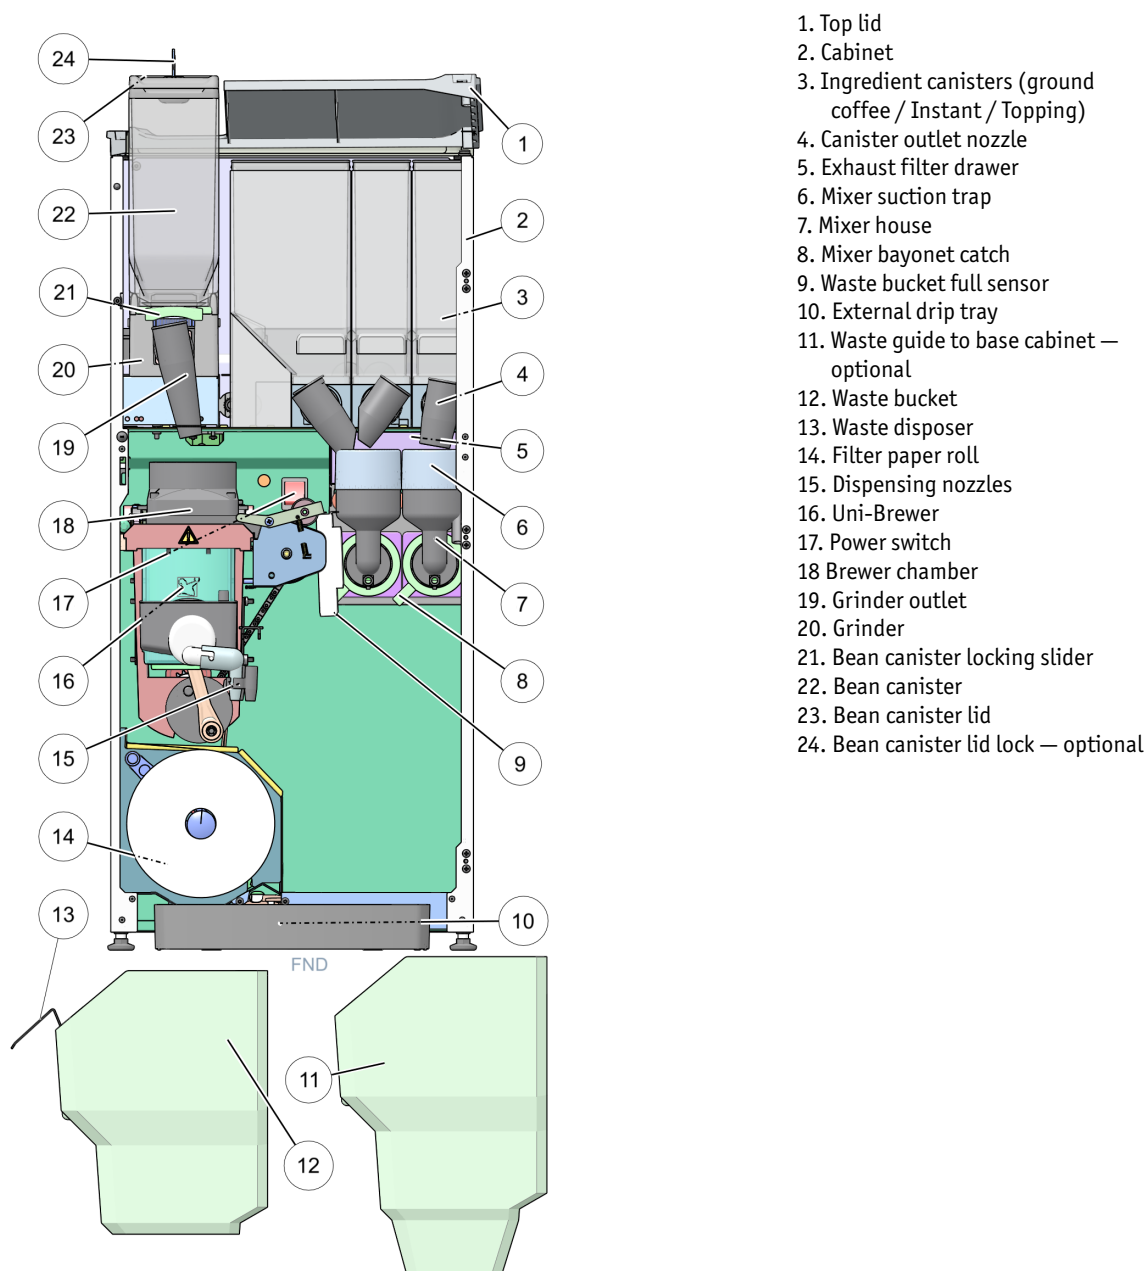 24
23
22
21
20
19
18
17
16
15
14
13
1
2
3
4
5
6
7
8
9
10
11
12
FND
1. Top lid
2. Cabinet
3. Ingredient canisters (ground
coffee / Instant / Topping)
4. Canister outlet nozzle
5. Exhaust filter drawer
6. Mixer suction trap
7. Mixer house
8. Mixer bayonet catch
9. Waste bucket full sensor
10. External drip tray
11. Waste guide to base cabinet —
optional
12. Waste bucket
13. Waste disposer
14. Filter paper roll
15. Dispensing nozzles
16. Uni-Brewer
17. Power switch
18 Brewer chamber
19. Grinder outlet
20. Grinder
21. Bean canister locking slider
22. Bean canister
23. Bean canister lid
24. Bean canister lid lock — optional